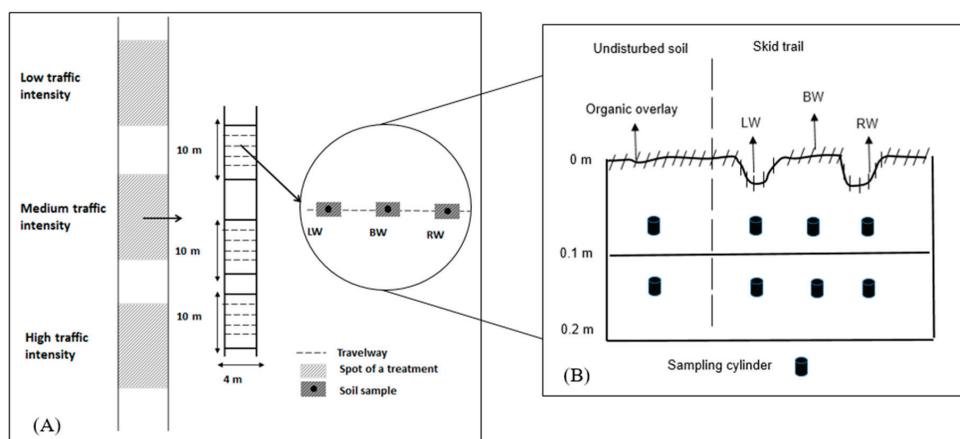 Low traffic
intensity
Medium traffic
intensity
High traffic
intensity
10 m
10 m
10 m
4 m
LW
BW
RW
Travelway
Spot of a treatment
Soil sample
(A)
Undisturbed soil
Skid trail
Organic overlay
LW
BW
RW
0 m
0.1 m
0.2 m
Sampling cylinder
(B)